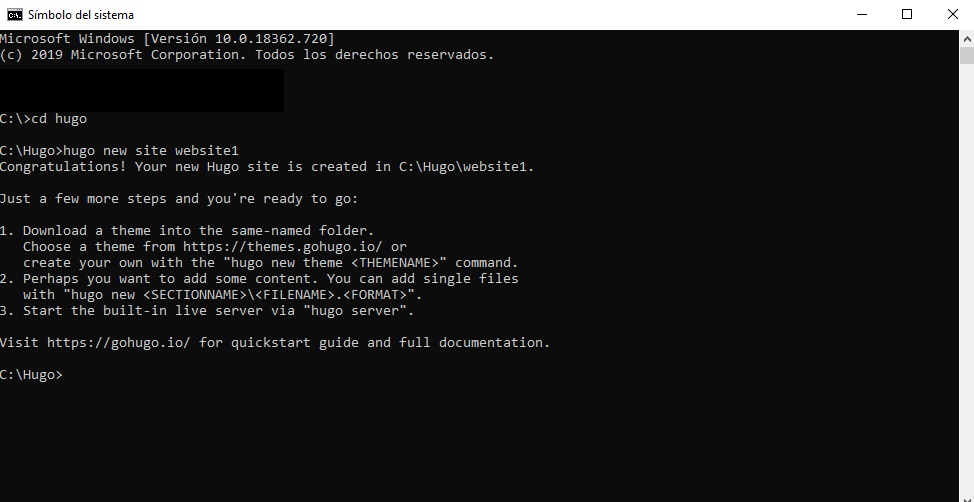 Símbolo del sistema
Microsoft Windows [Versión 10.0.18362.720]
(c) 2019 Microsoft Corporation. Todos los derechos reservados.
C:\>cd hugo
C:\Hugo>hugo new site website1
Congratulations! Your new Hugo site is created in C:\Hugo\website1.
Just a few more steps and you're ready to go:
1. Download a theme into the same-named folder.
   Choose a theme from https://themes.gohugo.io/ or
   create your own with the "hugo new theme <THEMENAME>" command.
2. Perhaps you want to add some content. You can add single files
   with "hugo new <SECTIONNAME>\<FILENAME>.<FORMAT>".
3. Start the built-in live server via "hugo server".
Visit https://gohugo.io/ for quickstart guide and full documentation.
C:\Hugo>